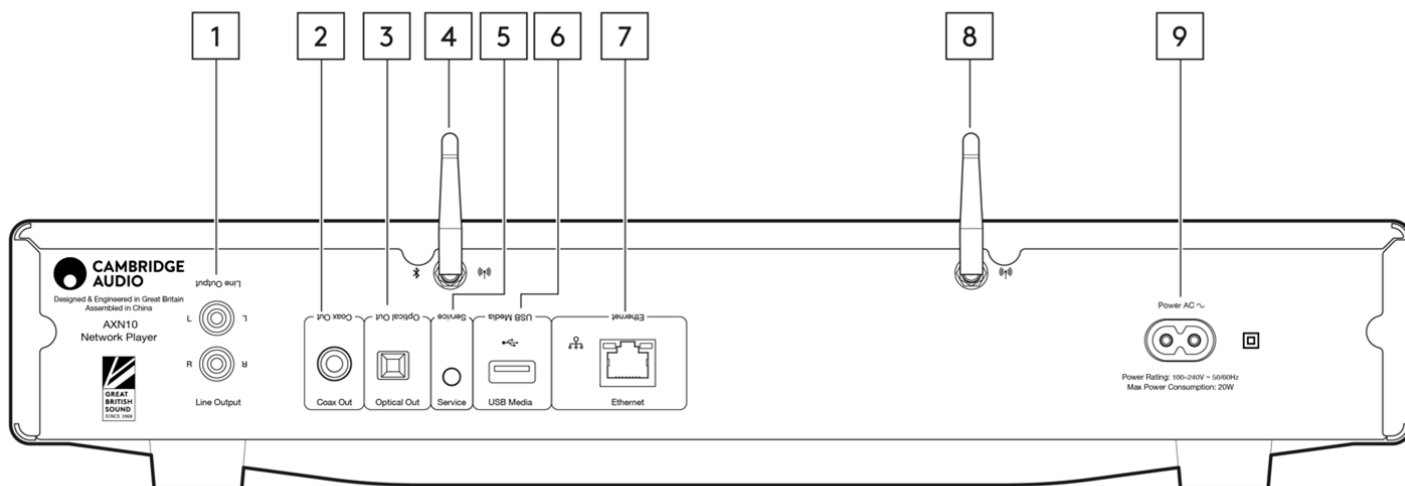 1 2 3 4 5 6 7 8 9
CAMBRIDGE
AUDIO
Designed & Engineered in Great Britain
Assembled in China
AXN10
Network Player
GREAT
BRITISH
SOUND
SINCE 1968
Line Output
L L
R R
Line Output
Coax Out
Coax Out
Optical Out
Optical Out
Service
Service
USB Media
USB Media
Ethernet
Ethernet
Power AC ~
Power Rating: 100–240V ~ 50/60Hz
Max Power Consumption: 20W